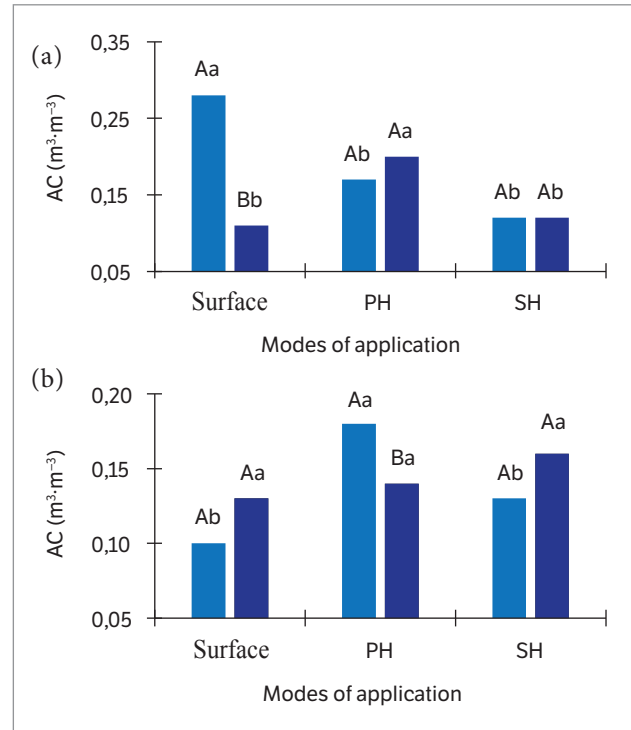 (a)
AC (m³·m⁻³)
0,35
0,25
0,15
0,05
Aa
Bb
Ab
Aa
Ab Ab
Surface PH SH
Modes of application
(b)
AC (m³·m⁻³)
0,20
0,15
0,10
0,05
Ab
Aa
Aa
Ba
Ab
Aa
Surface PH SH
Modes of application